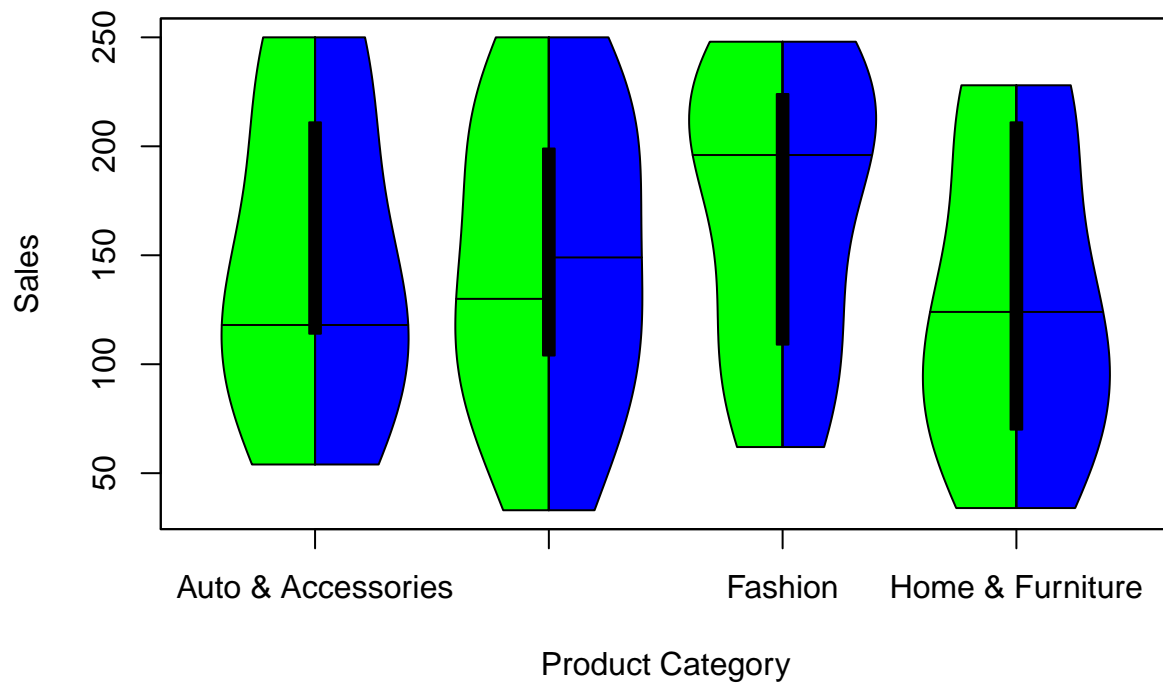 250
200
150
100
50
Sales
Auto & Accessories
Fashion
Home & Furniture
Product Category